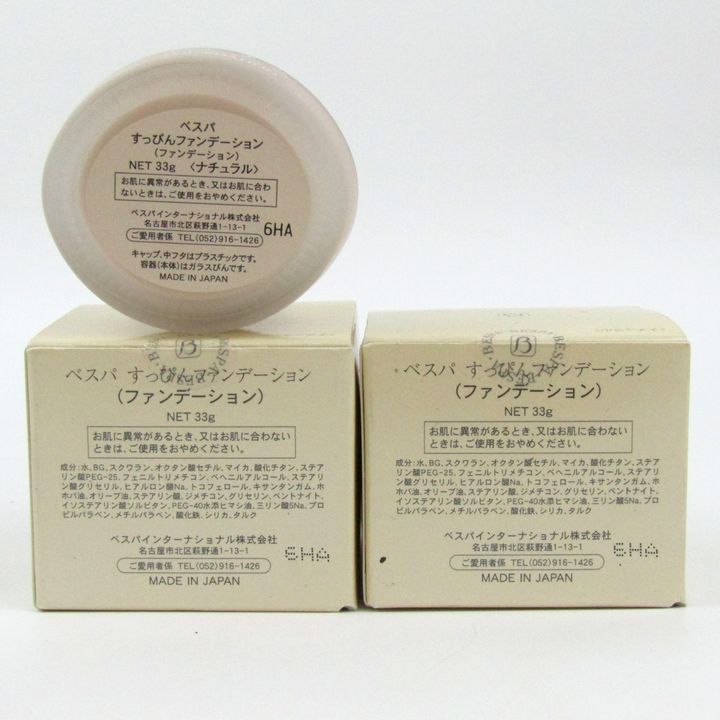 ベスパ
すっぴんファンデーション
(ファンデーション)
NET 33g 〈ナチュラル〉
お肌に異常があるとき、又はお肌に合わ
ないときは、ご使用をおやめください。
ベスパインターナショナル株式会社
名古屋市北区萩野通1-13-1
6HA
ご愛用者係 TEL(052)916-1426
キャップ、中フタはプラスチックです。
容器(本体)はガラスびんです。
MADE IN JAPAN
ベスパ すっぴんファンデーション
(ファンデーション)
NET 33g
お肌に異常があるとき、又はお肌に合わない
ときは、ご使用をおやめください。
成分:水、BG、スクワラン、オクタン酸セチル、マイカ、酸化チタン、ステア
リン酸PEG-25、フェニルトリメチコン、ベヘニルアルコール、ステアリ
ン酸グリセリル、ヒアルロン酸Na、トコフェロール、キサンタンガム、ホ
ホバ油、オリーブ油、ステアリン酸、ジメチコン、グリセリン、ベントナイト、
イソステアリン酸ソルビタン、PEG-40水添ヒマシ油、三リン酸5Na、プロ
ピルパラベン、メチルパラベン、酸化鉄、シリカ、タルク
ベスパインターナショナル株式会社
名古屋市北区萩野通1-13-1
6HA
ご愛用者係 TEL(052)916-1426
MADE IN JAPAN
ベスパ すっぴんファンデーション
(ファンデーション)
NET 33g
お肌に異常があるとき、又はお肌に合わない
ときは、ご使用をおやめください。
成分:水、BG、スクワラン、オクタン酸セチル、マイカ、酸化チタン、ステア
リン酸PEG-25、フェニルトリメチコン、ベヘニルアルコール、ステアリ
ン酸グリセリル、ヒアルロン酸Na、トコフェロール、キサンタンガム、ホ
ホバ油、オリーブ油、ステアリン酸、ジメチコン、グリセリン、ベントナイト、
イソステアリン酸ソルビタン、PEG-40水添ヒマシ油、三リン酸5Na、プロ
ピルパラベン、メチルパラベン、酸化鉄、シリカ、タルク
ベスパインターナショナル株式会社
名古屋市北区萩野通1-13-1
6HA
ご愛用者係 TEL(052)916-1426
MADE IN JAPAN